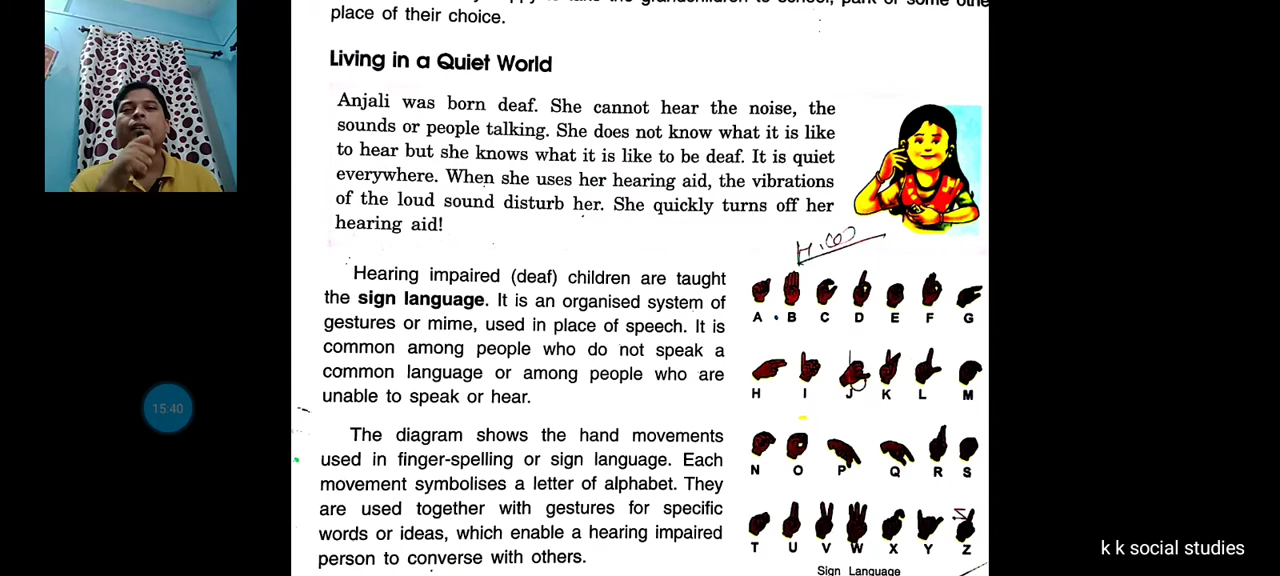 place of their choice.
Living in a Quiet World
Anjali was born deaf. She cannot hear the noise, the
sounds or people talking. She does not know what it is like
to hear but she knows what it is like to be deaf. It is quiet
everywhere. When she uses her hearing aid, the vibrations
of the loud sound disturb her. She quickly turns off her
hearing aid!
Hearing impaired (deaf) children are taught
the sign language. It is an organised system of
gestures or mime, used in place of speech. It is
common among people who do not speak a
common language or among people who are
unable to speak or hear.
The diagram shows the hand movements
used in finger-spelling or sign language. Each
movement symbolises a letter of alphabet. They
are used together with gestures for specific
words or ideas, which enable a hearing impaired
person to converse with others.
A B C D E F G
H I J K L M
N O P Q R S
T U V W X Y Z
Sign Language
15:40
k k social studies